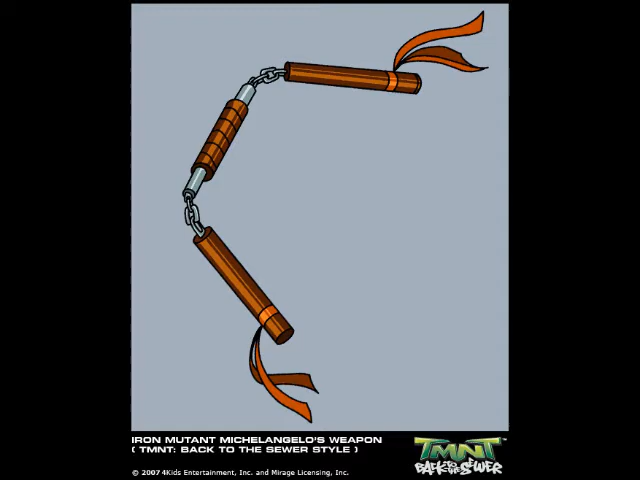 IRON MUTANT MICHELANGELO'S WEAPON
( TMNT: BACK TO THE SEWER STYLE )
TMNT™
BACK TO THE SEWER
© 2007 4Kids Entertainment, Inc. and Mirage Licensing, Inc.